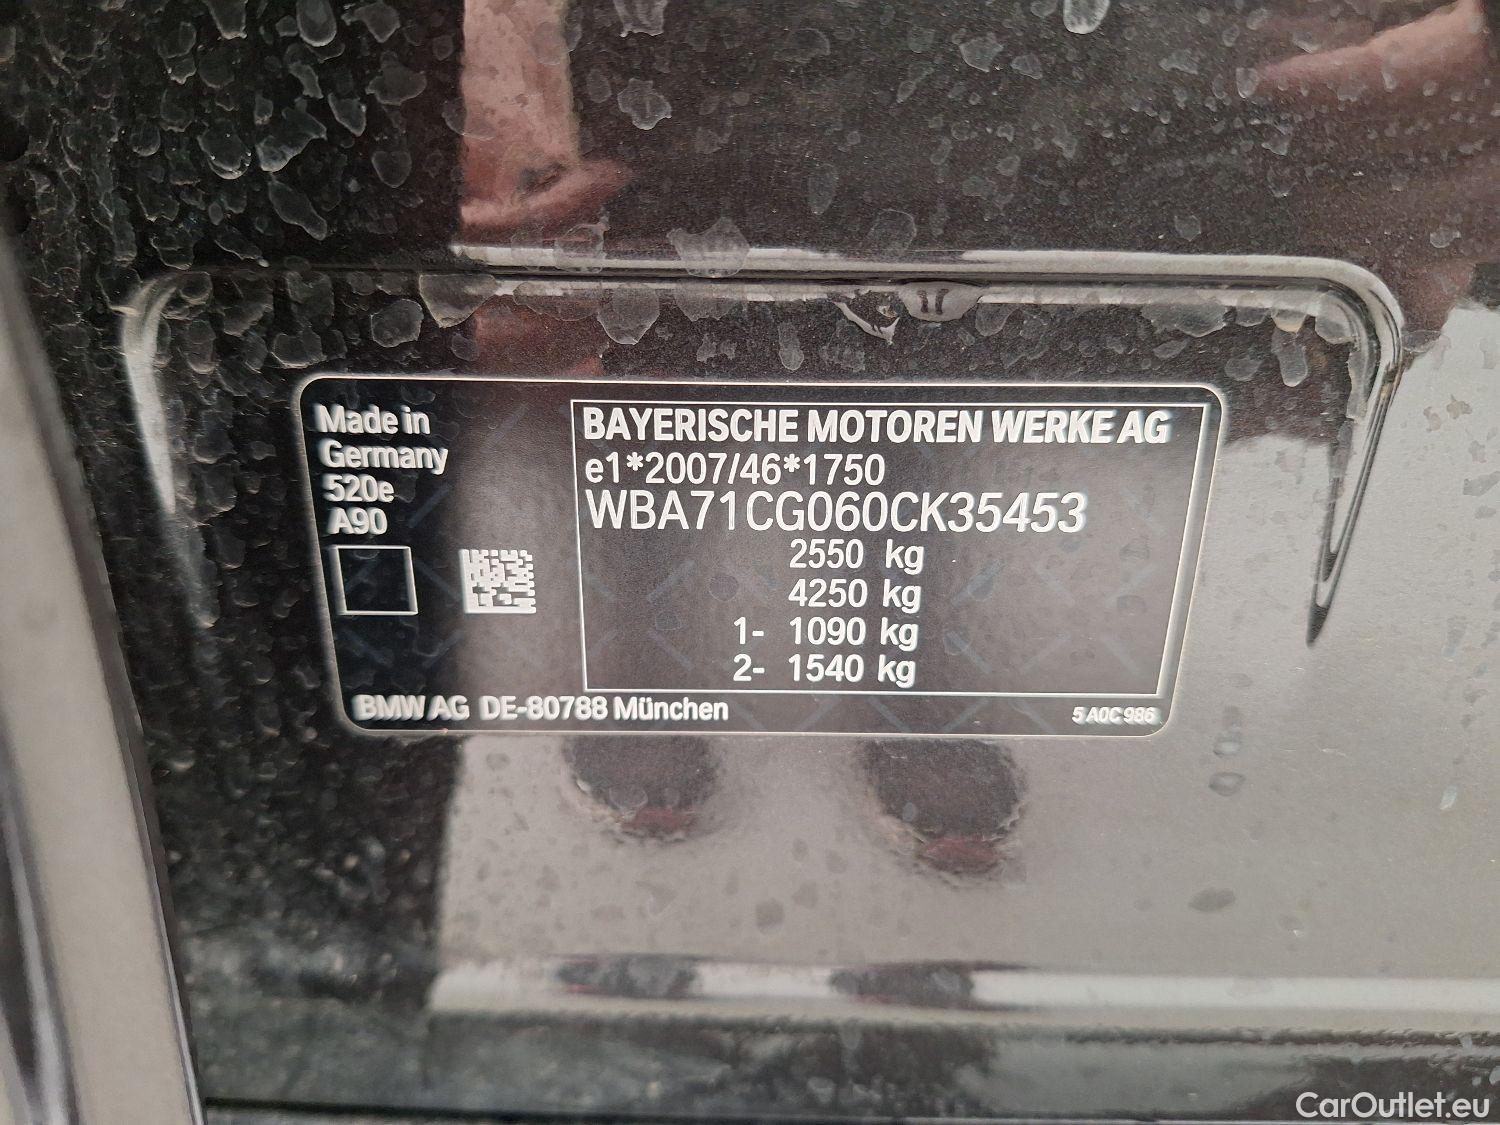 Made in
Germany
520e
A90
BAYERISCHE MOTOREN WERKE AG
e1*2007/46*1750
WBA71CG060CK35453
2550 kg
4250 kg
1- 1090 kg
2- 1540 kg
BMW AG DE-80788 München
5 A0C 986
CarOutlet.eu